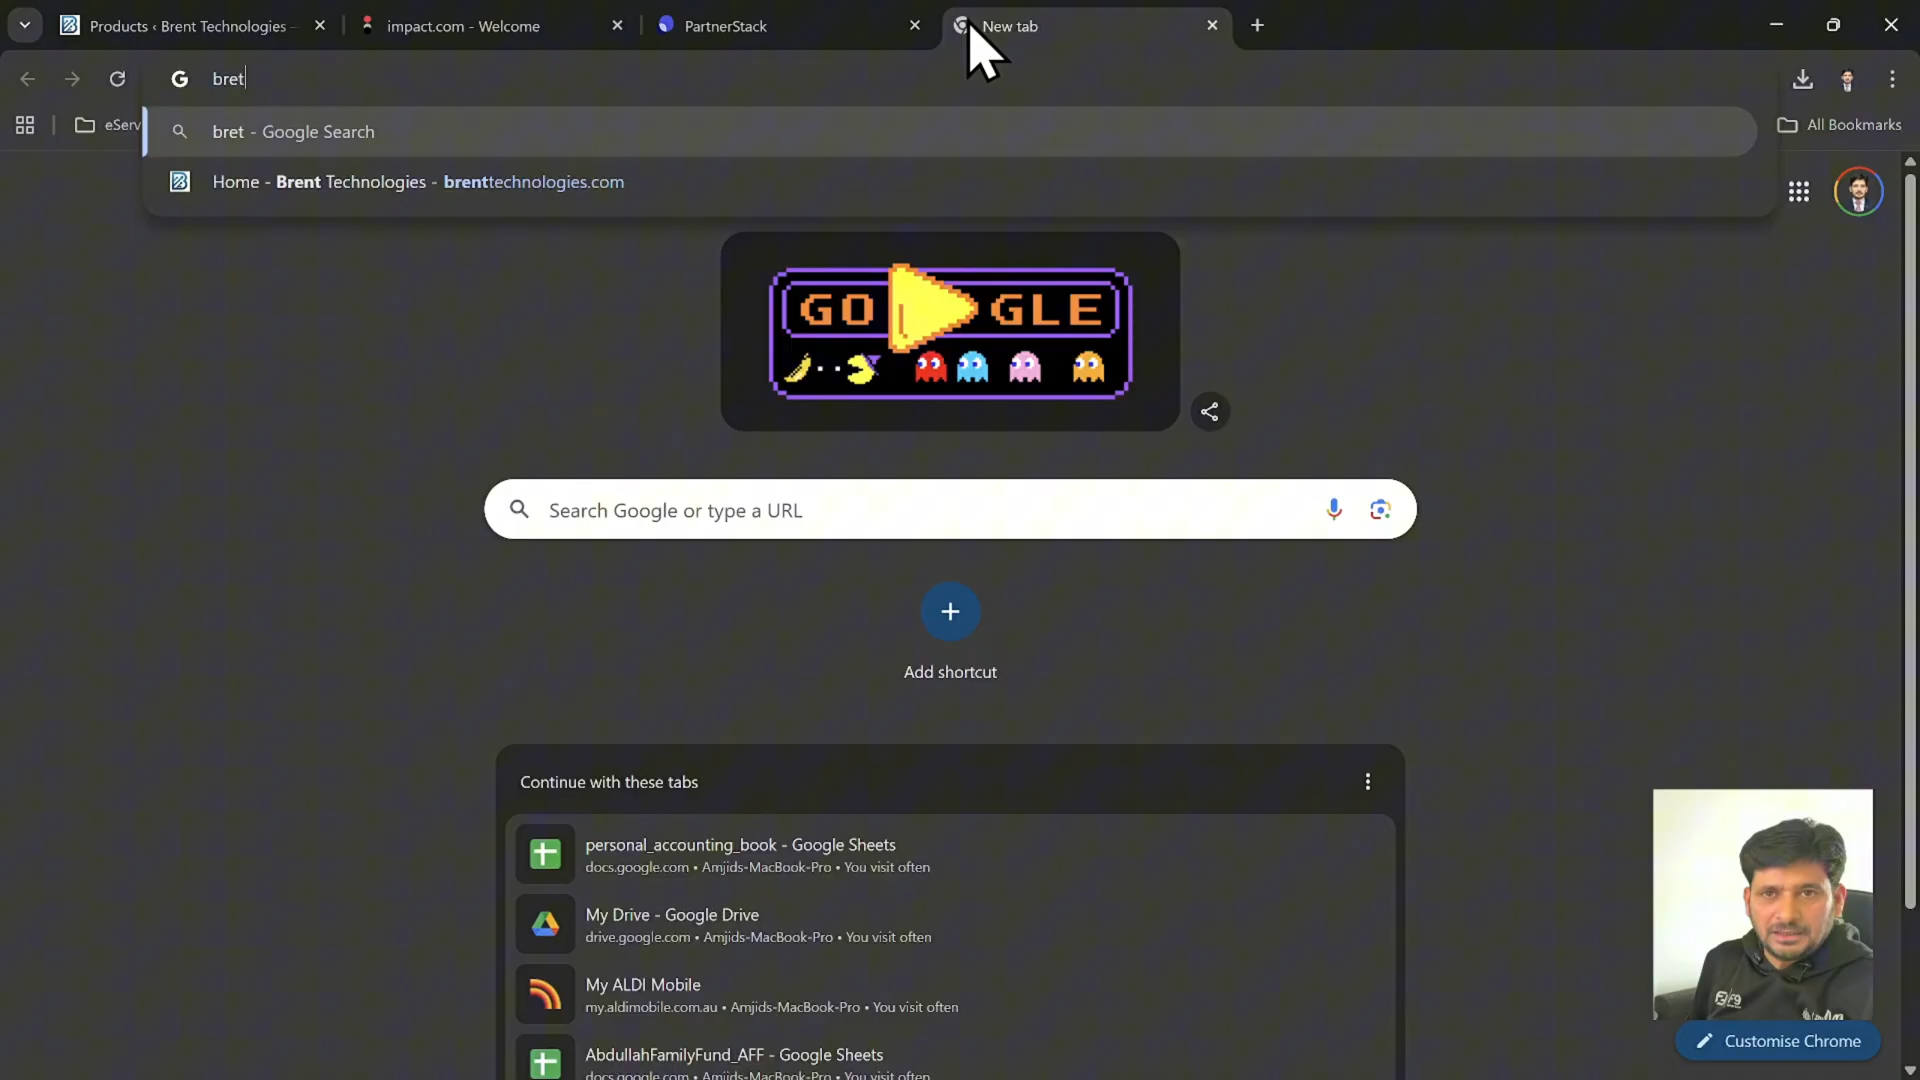 Products ‹ Brent Technologies –
impact.com - Welcome
PartnerStack
New tab
bret
eServ
bret - Google Search
Home - Brent Technologies - brenttechnologies.com
All Bookmarks
GO GLE
Search Google or type a URL
Add shortcut
Continue with these tabs
personal_accounting_book - Google Sheets
docs.google.com • Amjids-MacBook-Pro • You visit often
My Drive - Google Drive
drive.google.com • Amjids-MacBook-Pro • You visit often
My ALDI Mobile
my.aldimobile.com.au • Amjids-MacBook-Pro • You visit often
AbdullahFamilyFund_AFF - Google Sheets
docs.google.com • Amjids-MacBook-Pro • You visit often
Customise Chrome